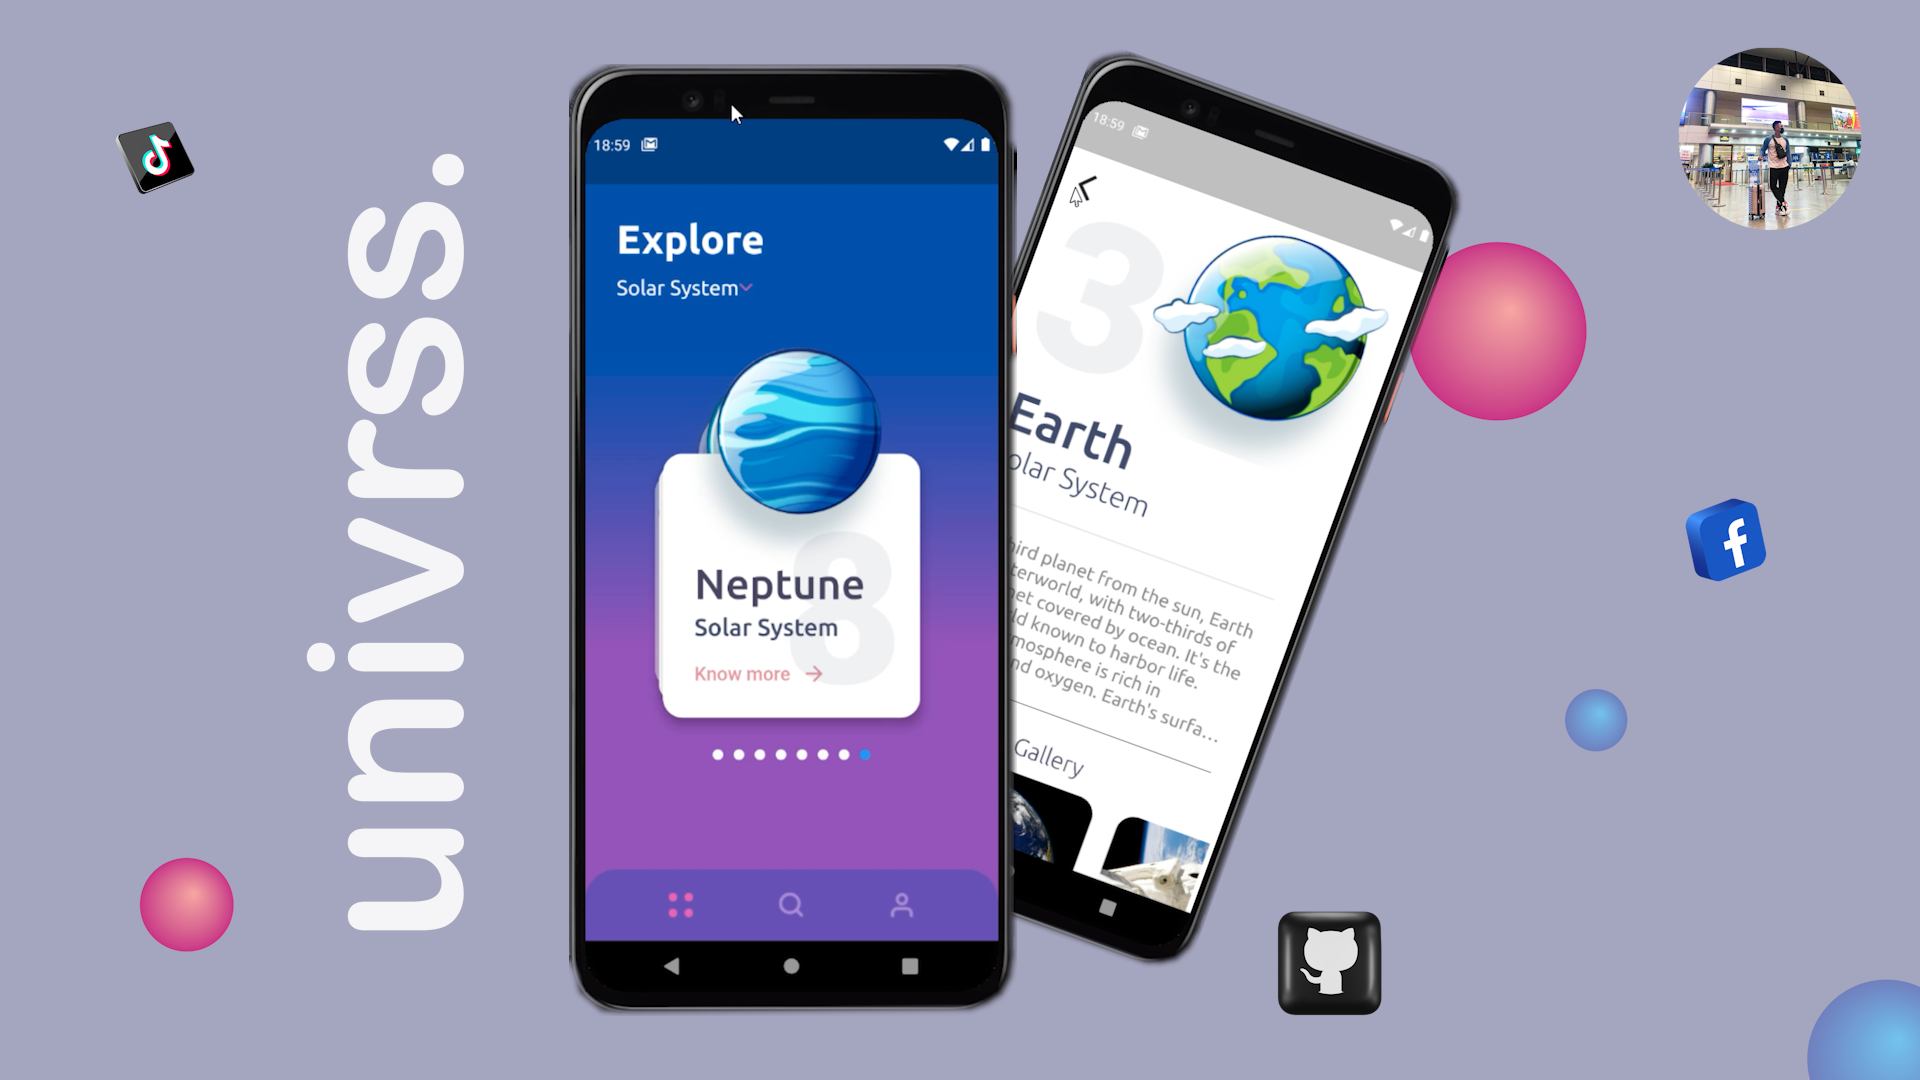 univrss.
18:59
Explore
Solar System
8
Neptune
Solar System
Know more
18:59
3
Earth
olar System
hird planet from the sun, Earth
terworld, with two-thirds of
net covered by ocean. It's the
ld known to harbor life.
mosphere is rich in
nd oxygen. Earth's surfa...
Gallery